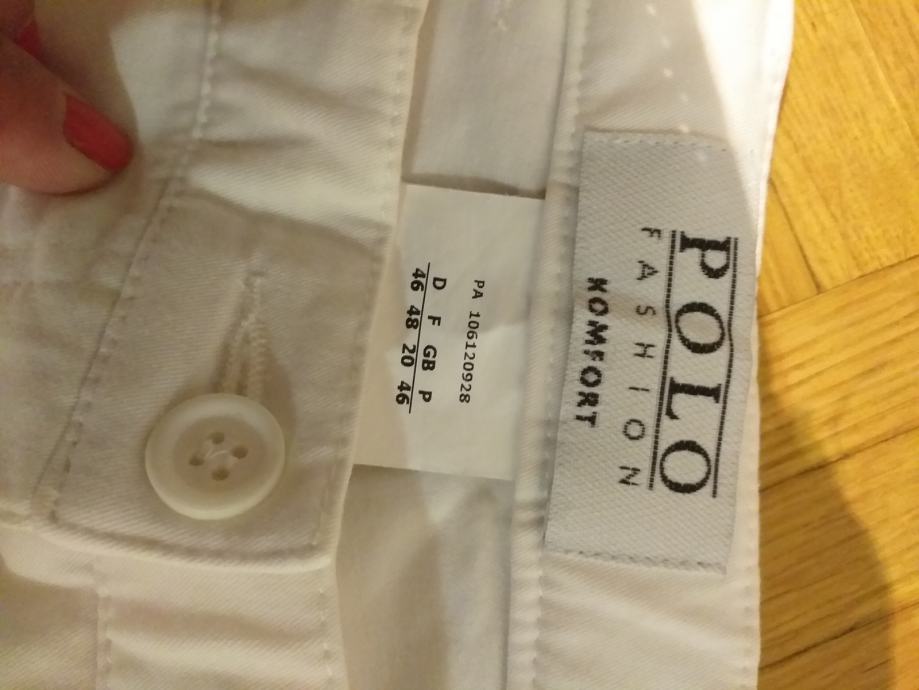 POLO
FASHION
KOMFORT
PA 106120928
D F GB P
46 48 20 46